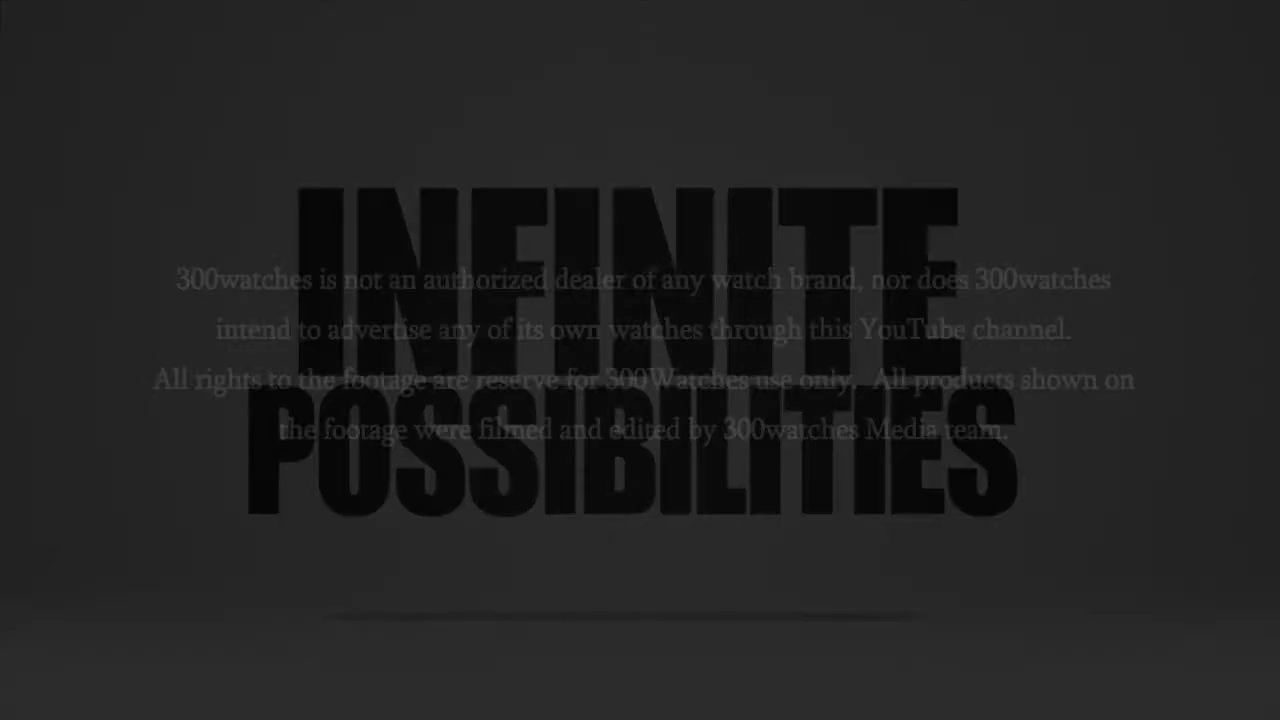 INFINITE
POSSIBILITIES
300watches is not an authorized dealer of any watch brand, nor does 300watches
intend to advertise any of its own watches through this YouTube channel.
All rights to the footage are reserve for 300Watches use only. All products shown on
the footage were filmed and edited by 300watches Media team.